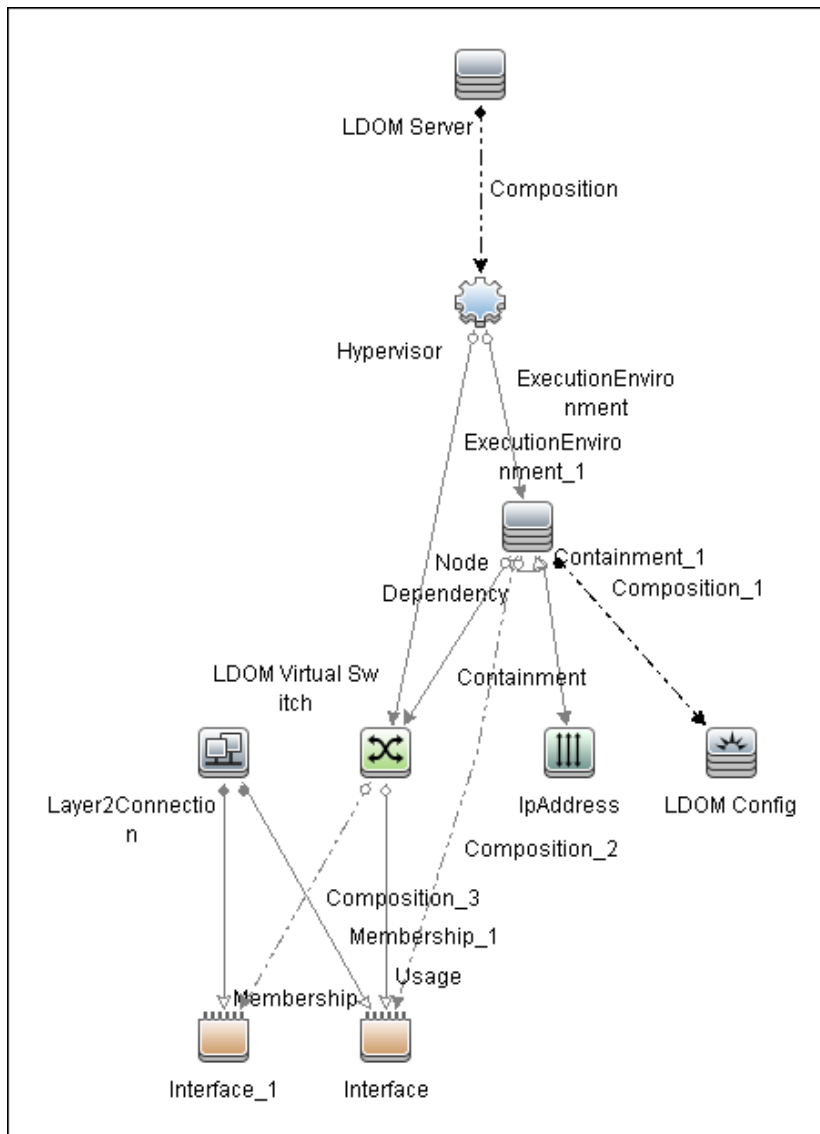 LDOM Server
Composition
Hypervisor
ExecutionEnviro
nment
ExecutionEnviro
nment_1
Node
Containment_1
Dependency
Composition_1
LDOM Virtual Sw
itch
Containment
Layer2Connectio
n
IpAddress
LDOM Config
Composition_2
Composition_3
Membership_1
Usage
Membership
Interface_1
Interface